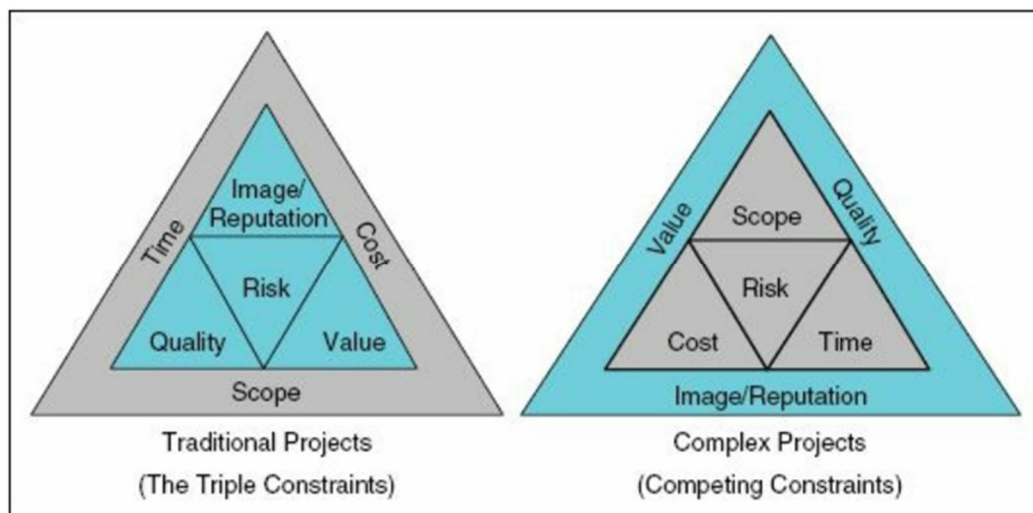 Time
Cost
Image/
Reputation
Risk
Quality
Value
Scope
Traditional Projects
(The Triple Constraints)
Value
Quality
Scope
Risk
Cost
Time
Image/Reputation
Complex Projects
(Competing Constraints)